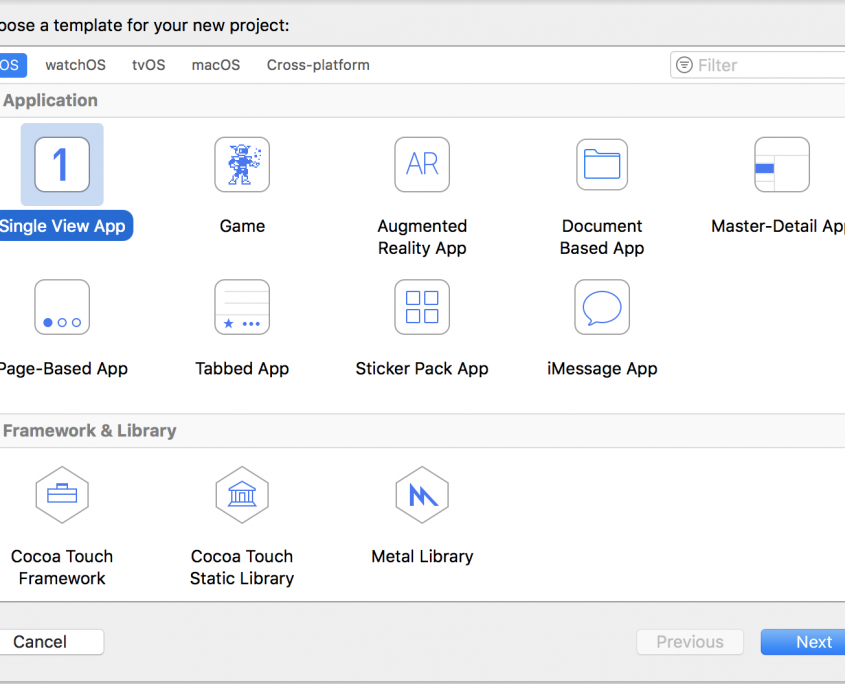 oose a template for your new project:
OS watchOS tvOS macOS Cross-platform Filter
Application
1 AR
Single View App Game Augmented Document Master-Detail App
Reality App Based App
Page-Based App Tabbed App Sticker Pack App iMessage App
Framework & Library
Cocoa Touch Cocoa Touch Metal Library
Framework Static Library
Cancel Previous Next